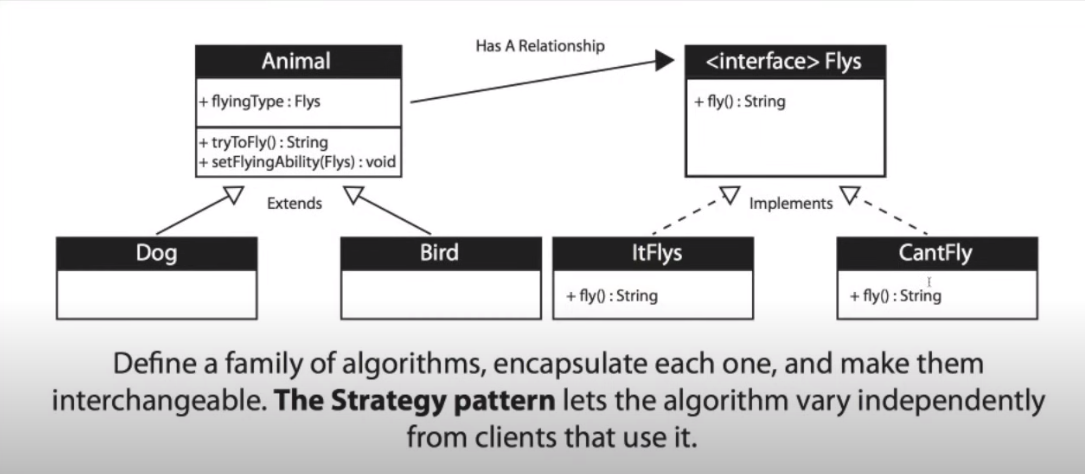 Has A Relationship
Animal
+ flyingType : Flys
+ tryToFly() : String
+ setFlyingAbility(Flys) : void
<interface> Flys
+ fly() : String
Extends
Implements
Dog
Bird
ItFlys
+ fly() : String
CantFly
+ fly() : String
Define a family of algorithms, encapsulate each one, and make them
interchangeable. The Strategy pattern lets the algorithm vary independently
from clients that use it.